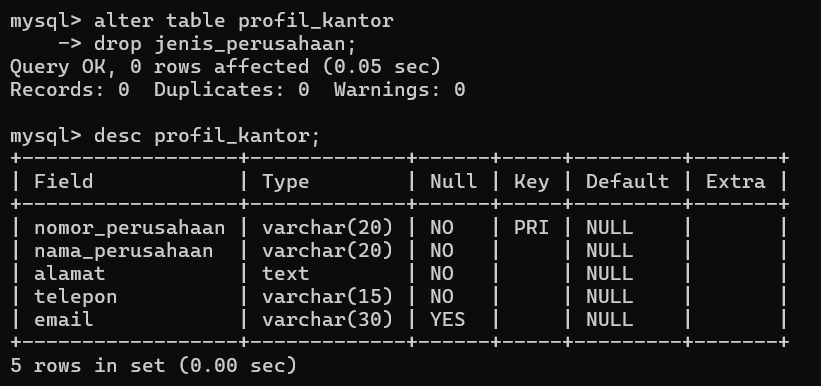 mysql> alter table profil_kantor
    -> drop jenis_perusahaan;
Query OK, 0 rows affected (0.05 sec)
Records: 0  Duplicates: 0  Warnings: 0

mysql> desc profil_kantor;
+------------------+-------------+------+-----+---------+-------+
| Field            | Type        | Null | Key | Default | Extra |
+------------------+-------------+------+-----+---------+-------+
| nomor_perusahaan | varchar(20) | NO   | PRI | NULL    |       |
| nama_perusahaan  | varchar(20) | NO   |     | NULL    |       |
| alamat           | text        | NO   |     | NULL    |       |
| telepon          | varchar(15) | NO   |     | NULL    |       |
| email            | varchar(30) | YES  |     | NULL    |       |
+------------------+-------------+------+-----+---------+-------+
5 rows in set (0.00 sec)